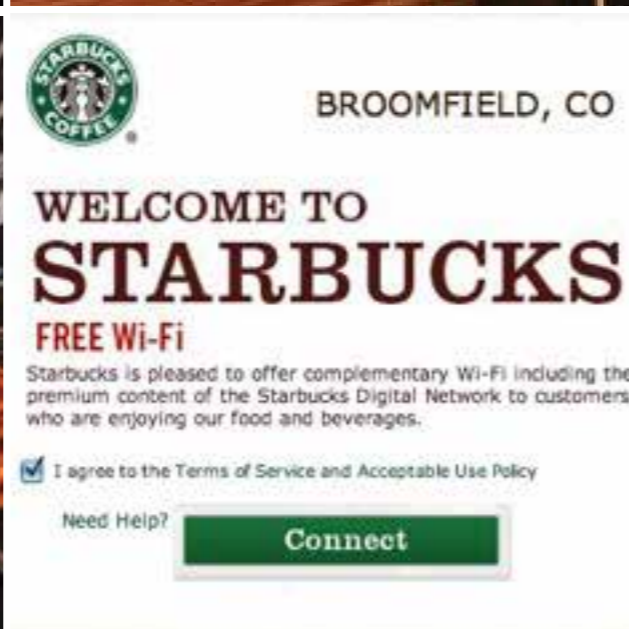 STARBUCKS
COFFEE
®
BROOMFIELD, CO
WELCOME TO
STARBUCKS
FREE Wi-Fi
Starbucks is pleased to offer complementary Wi-Fi including the
premium content of the Starbucks Digital Network to customers
who are enjoying our food and beverages.
I agree to the Terms of Service and Acceptable Use Policy
Need Help?
Connect